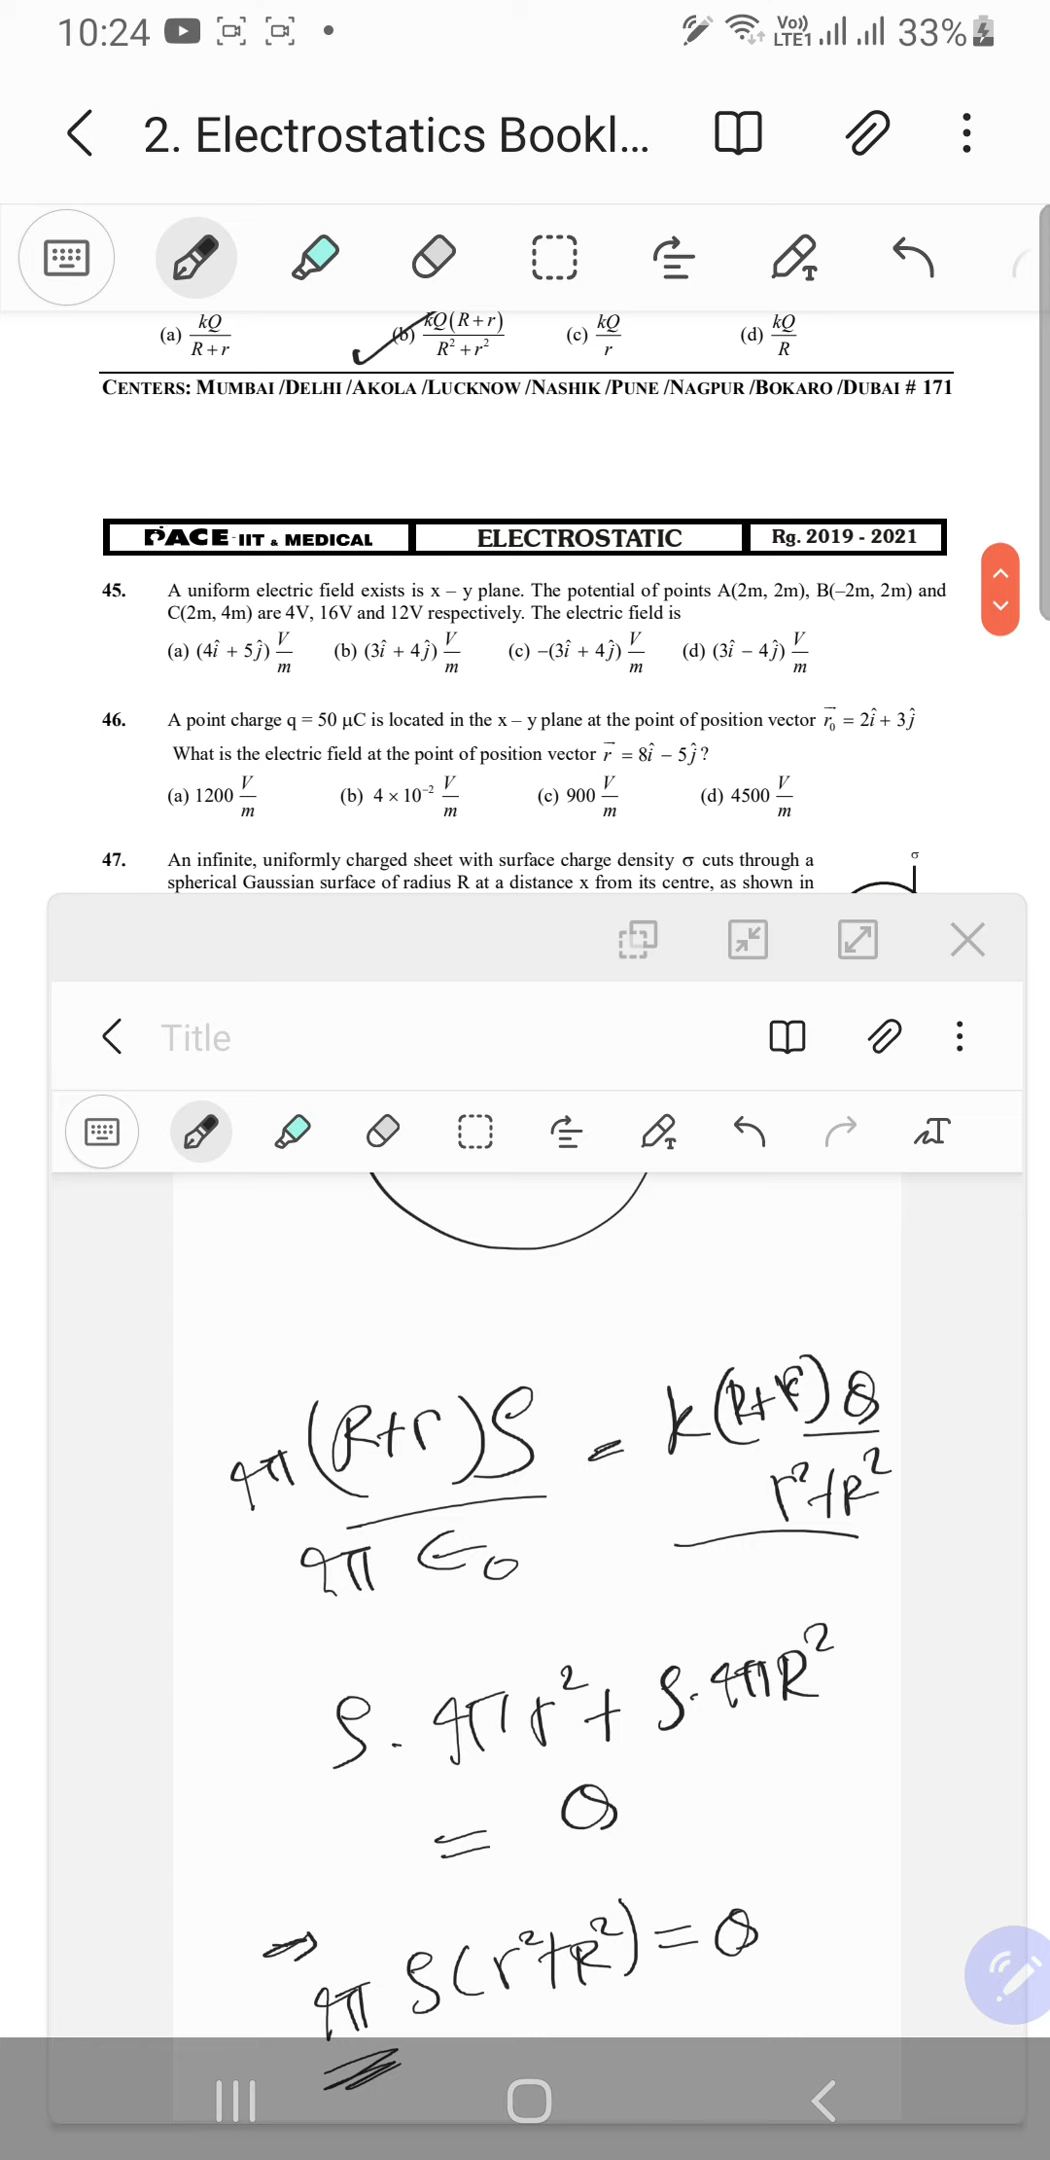 10:24 Vo)) LTE1 33%
2. Electrostatics Bookl...
(a) kQ/(R+r) (b) kQ(R+r)/(R²+r²) (c) kQ/r (d) kQ/R
CENTERS: MUMBAI /DELHI /AKOLA /LUCKNOW /NASHIK /PUNE /NAGPUR /BOKARO /DUBAI # 171
PACE-IIT & MEDICAL ELECTROSTATIC Rg. 2019 - 2021
45. A uniform electric field exists is x – y plane. The potential of points A(2m, 2m), B(–2m, 2m) and
C(2m, 4m) are 4V, 16V and 12V respectively. The electric field is
(a) (4î + 5ĵ) V/m (b) (3î + 4ĵ) V/m (c) –(3î + 4ĵ) V/m (d) (3î – 4ĵ) V/m
46. A point charge q = 50 μC is located in the x – y plane at the point of position vector r₀⃗ = 2î + 3ĵ
What is the electric field at the point of position vector r⃗ = 8î – 5ĵ?
(a) 1200 V/m (b) 4 × 10⁻² V/m (c) 900 V/m (d) 4500 V/m
47. An infinite, uniformly charged sheet with surface charge density σ cuts through a
σ
spherical Gaussian surface of radius R at a distance x from its centre, as shown in
Title
4π(R+r)S/4π ε₀ = k(R+r)Q/r²+R²
S. 4πr² + S. 4πR²
= Q
⇒ 4π S(r²+R²) = Q